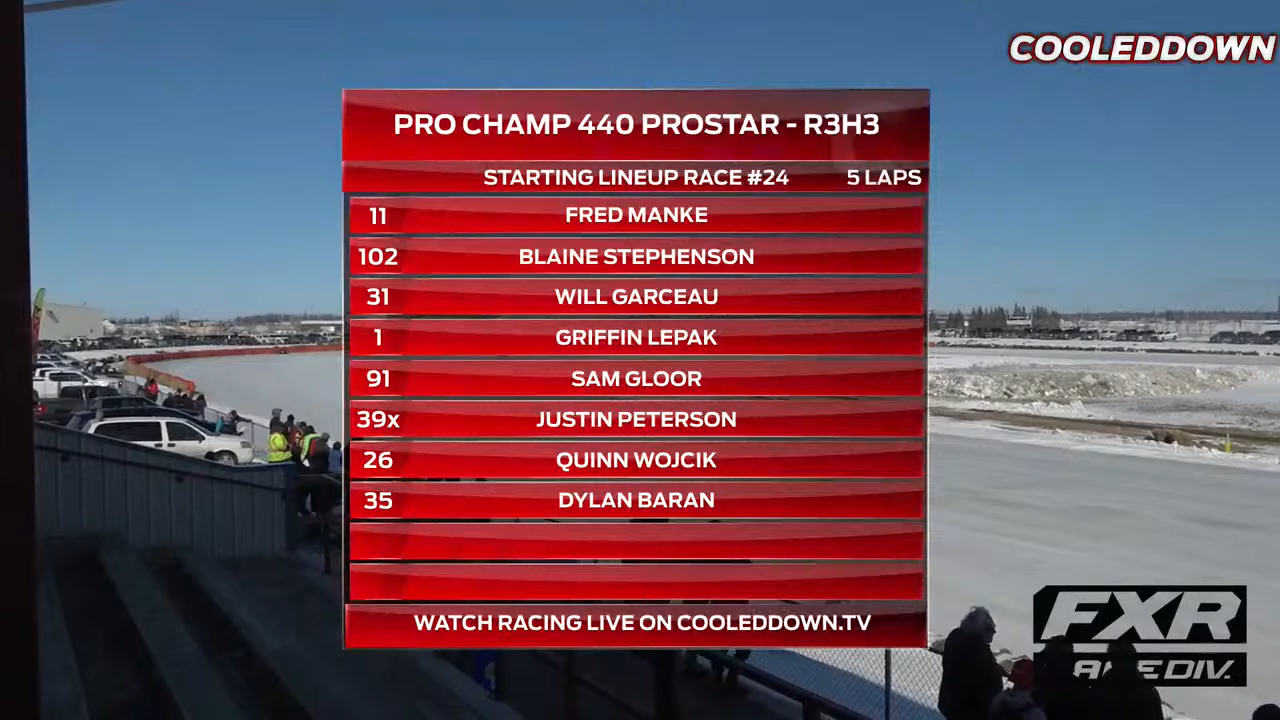 COOLEDDOWN
PRO CHAMP 440 PROSTAR - R3H3
STARTING LINEUP RACE #24 5 LAPS
11 FRED MANKE
102 BLAINE STEPHENSON
31 WILL GARCEAU
1 GRIFFIN LEPAK
91 SAM GLOOR
39x JUSTIN PETERSON
26 QUINN WOJCIK
35 DYLAN BARAN
WATCH RACING LIVE ON COOLEDDOWN.TV
FXR
RACE DIV.